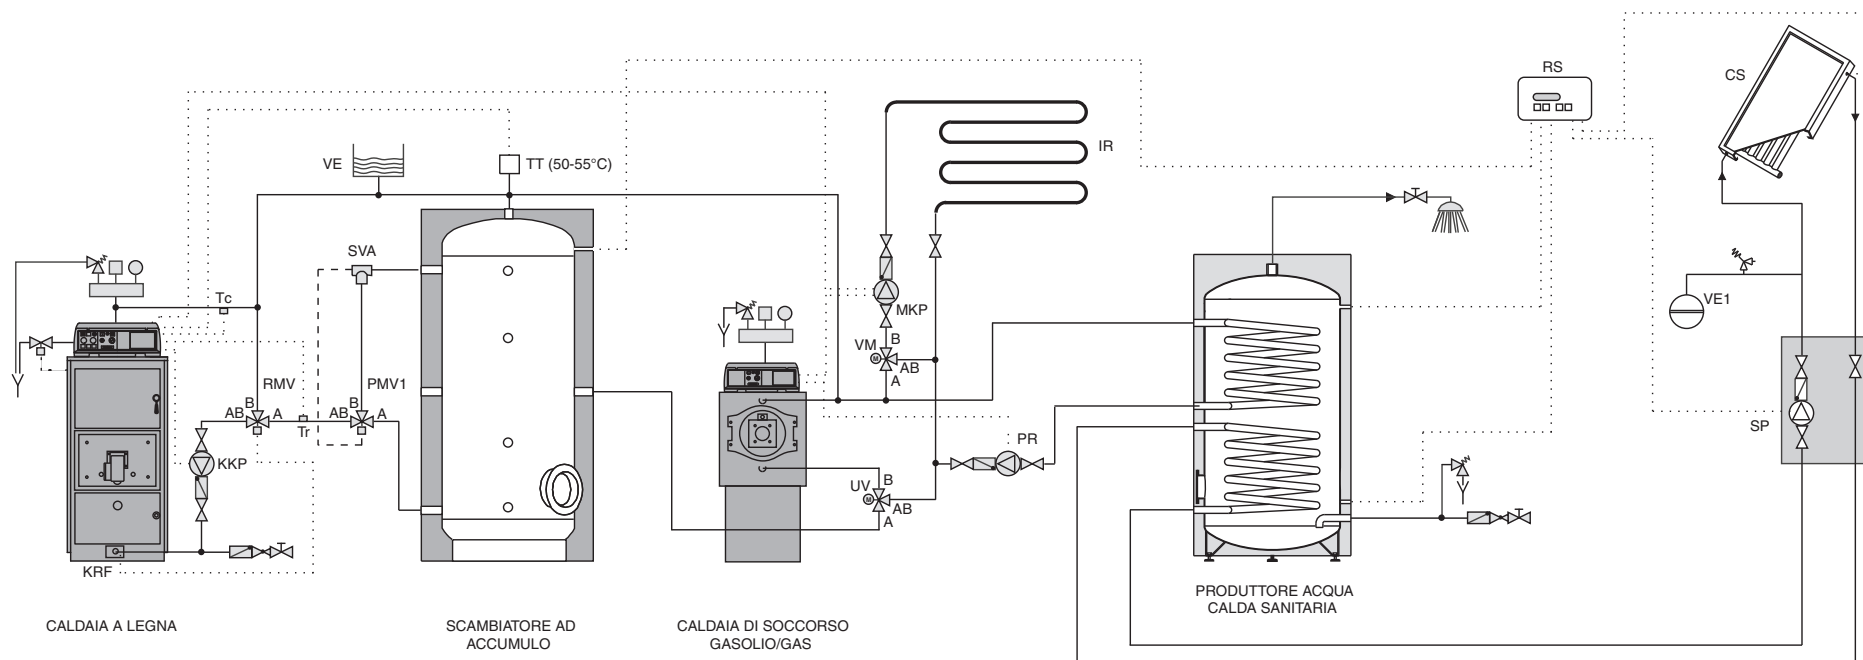 RS
CS
VE
TT (50-55°C)
IR
SVA
Tc
VE1
MKP
B
VM
M
AB
A
RMV
PMV1
B
AB
A
B
AB
A
Tr
SP
PR
KKP
B
UV
M
AB
A
KRF
PRODUTTORE ACQUA
CALDA SANITARIA
CALDAIA A LEGNA
SCAMBIATORE AD
ACCUMULO
CALDAIA DI SOCCORSO
GASOLIO/GAS